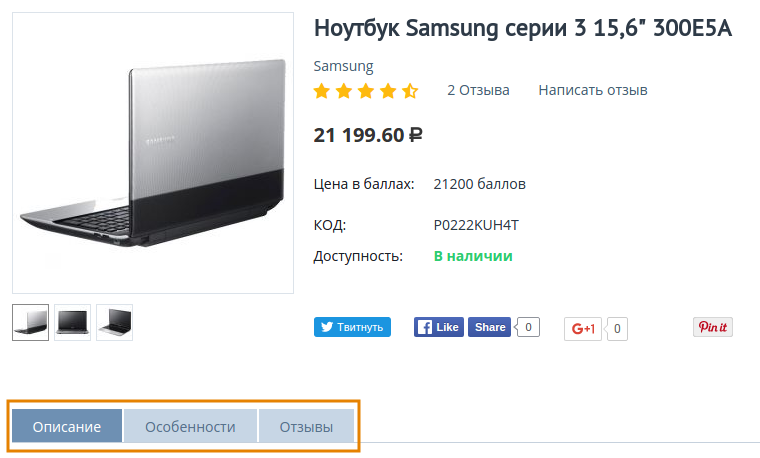 Ноутбук Samsung серии 3 15,6" 300E5A
Samsung
2 Отзыва Написать отзыв
21 199.60 ₽
Цена в баллах: 21200 баллов
КОД: P0222KUH4T
Доступность: В наличии
Твитнуть Like Share 0 G+1 0 Pin it
Описание Особенности Отзывы
SAMSUNG